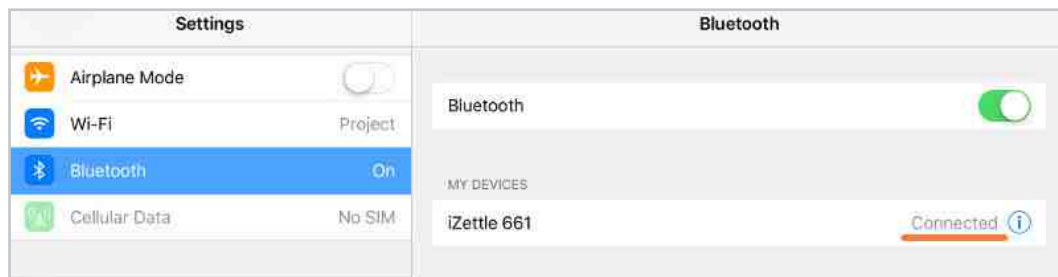 Settings
Airplane Mode
Wi-Fi Project
Bluetooth On
Cellular Data No SIM
Bluetooth
Bluetooth
MY DEVICES
iZettle 661 Connected